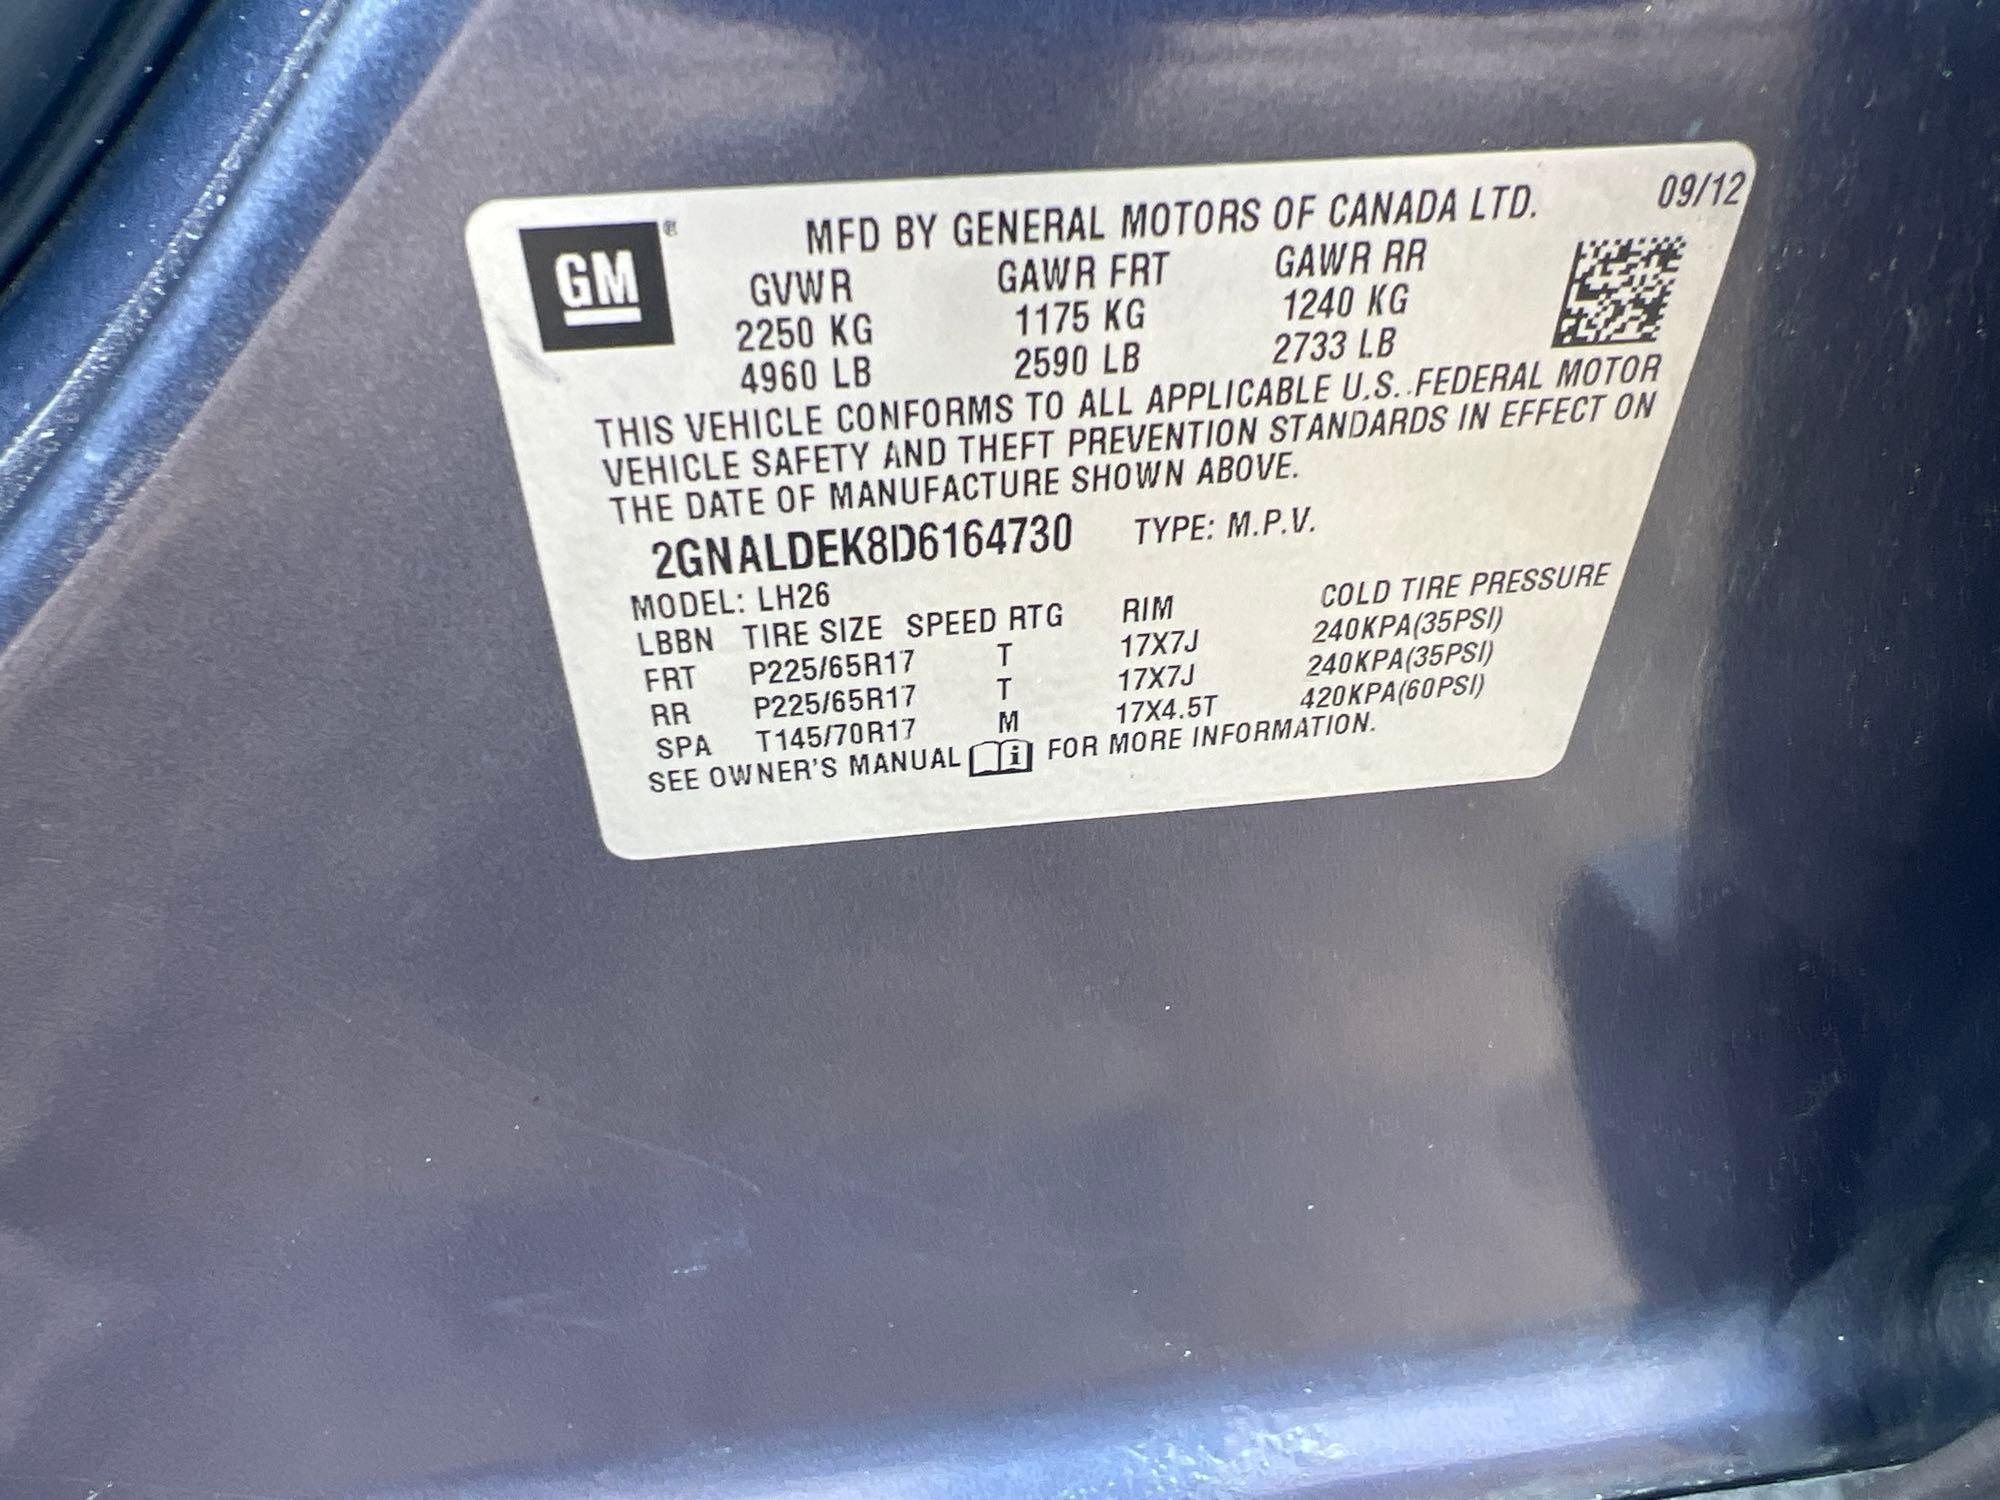 GM ®
MFD BY GENERAL MOTORS OF CANADA LTD. 09/12
GVWR GAWR FRT GAWR RR
2250 KG 1175 KG 1240 KG
4960 LB 2590 LB 2733 LB
THIS VEHICLE CONFORMS TO ALL APPLICABLE U.S. FEDERAL MOTOR
VEHICLE SAFETY AND THEFT PREVENTION STANDARDS IN EFFECT ON
THE DATE OF MANUFACTURE SHOWN ABOVE.
2GNALDEK8D6164730 TYPE: M.P.V.
MODEL: LH26
LBBN TIRE SIZE SPEED RTG RIM COLD TIRE PRESSURE
FRT P225/65R17 T 17X7J 240KPA(35PSI)
RR P225/65R17 T 17X7J 240KPA(35PSI)
SPA T145/70R17 M 17X4.5T 420KPA(60PSI)
SEE OWNER'S MANUAL i FOR MORE INFORMATION.